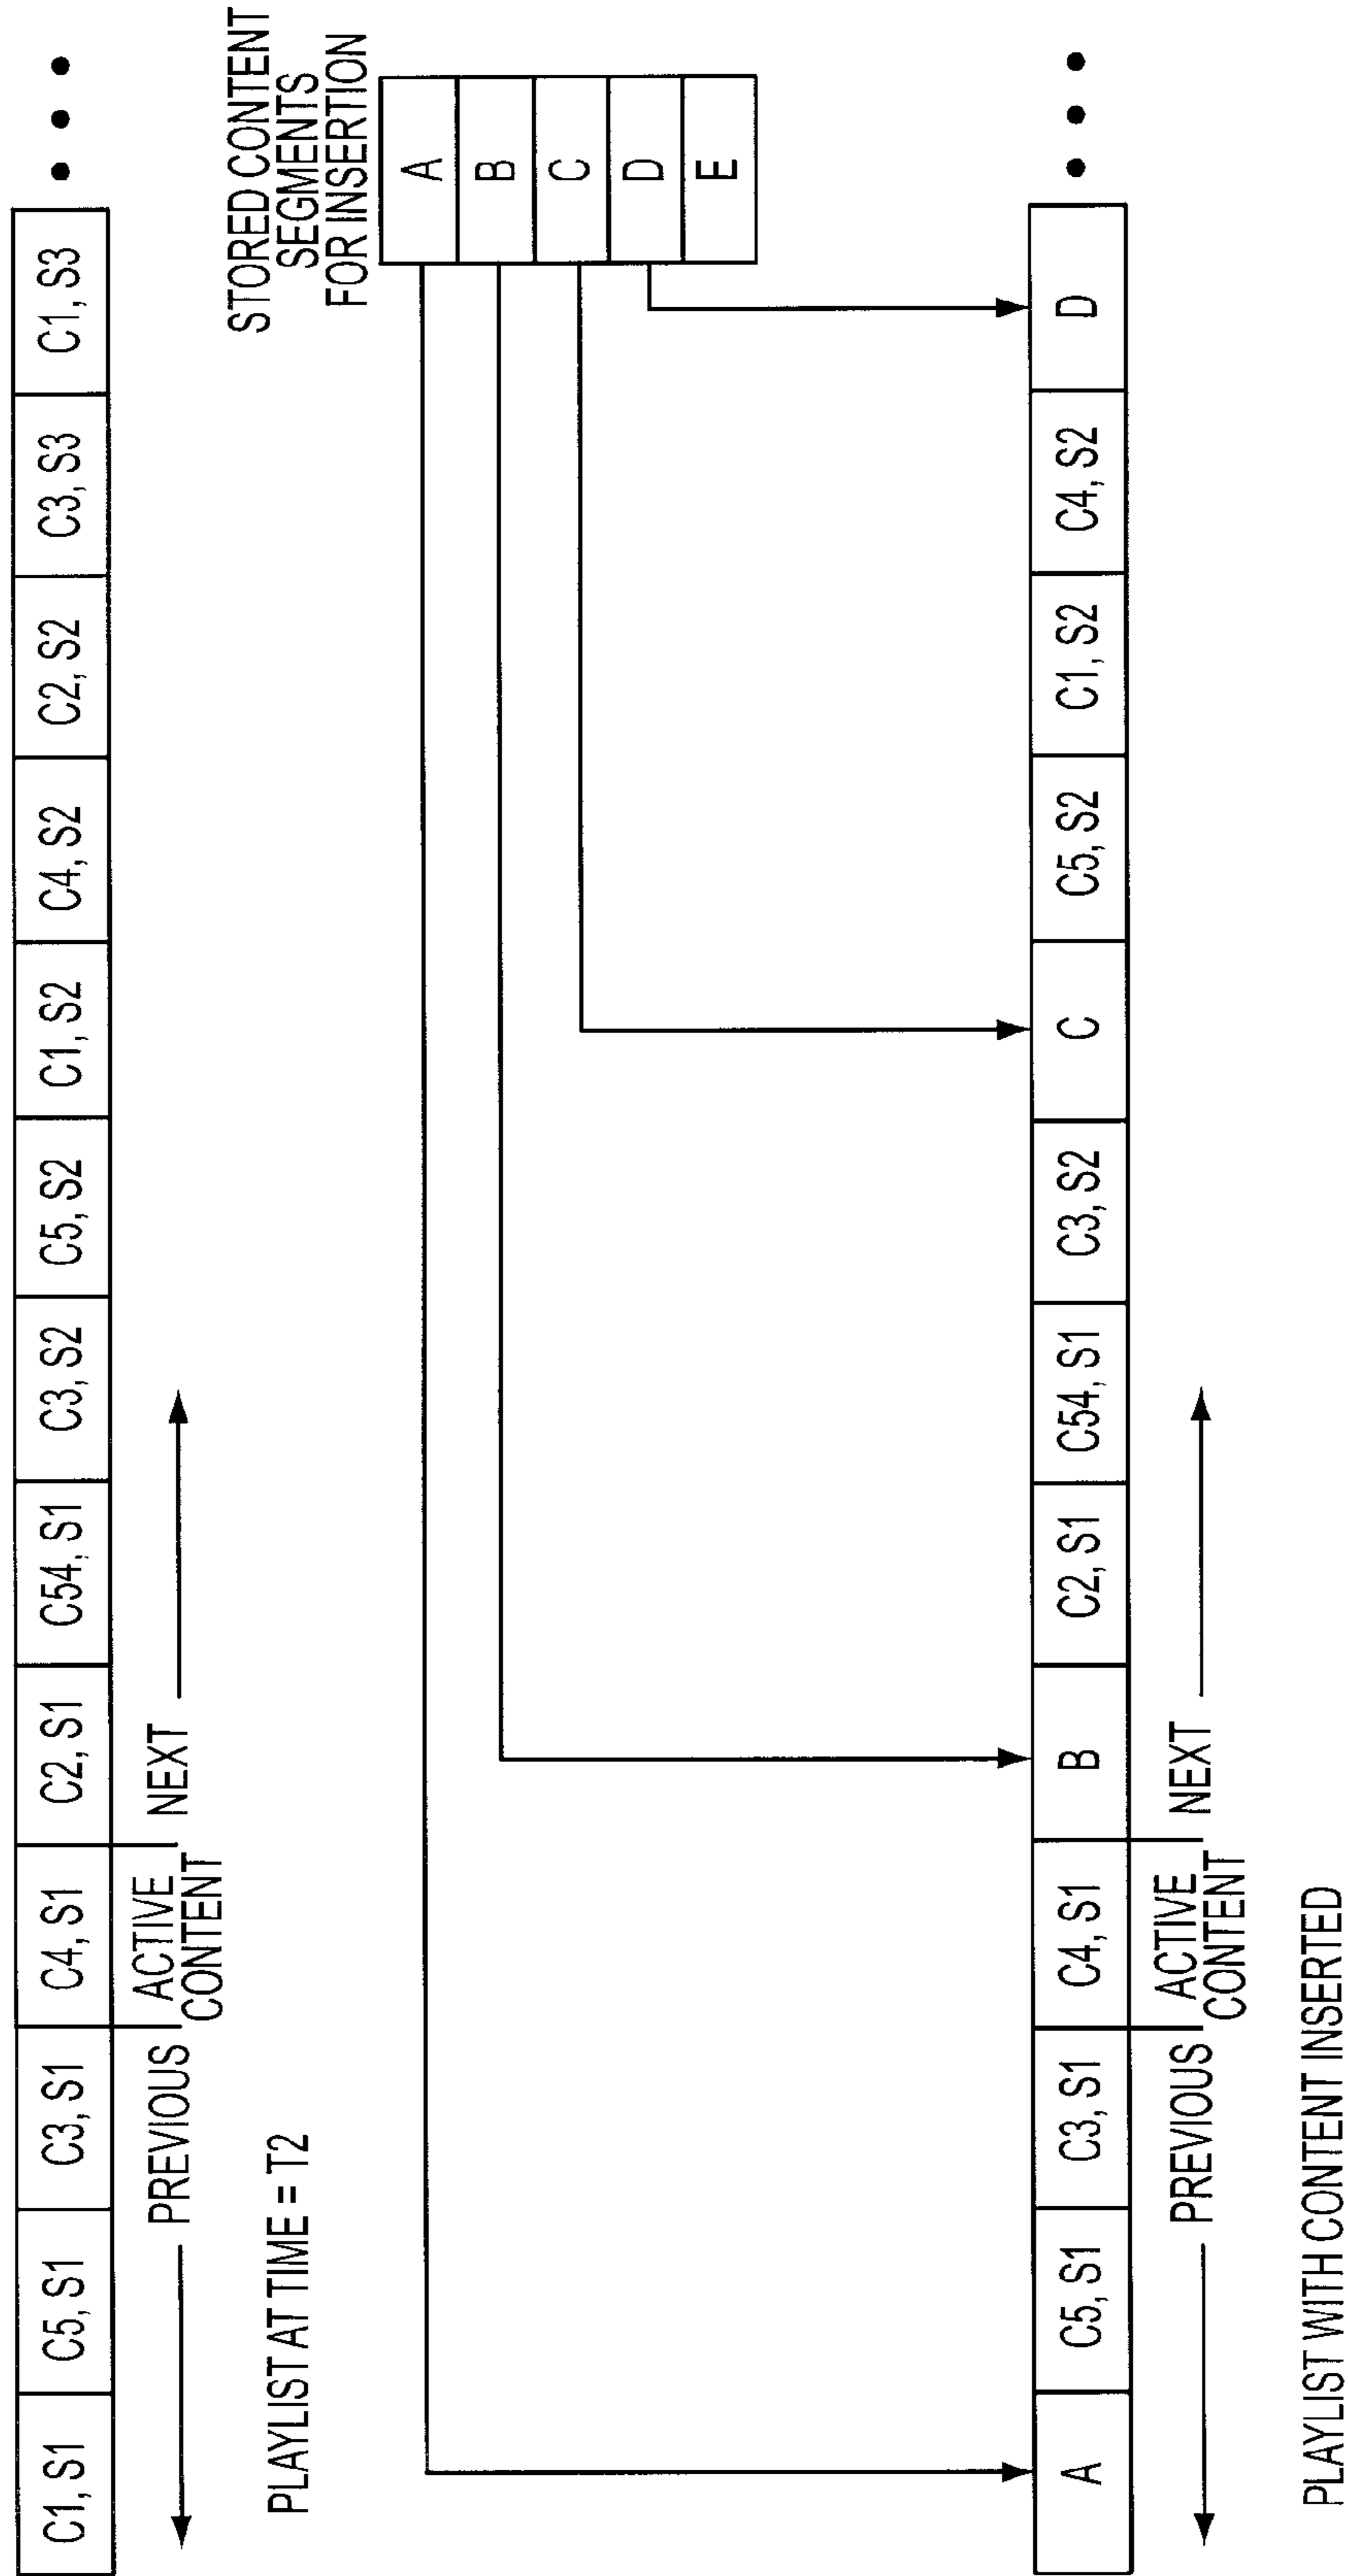 C1, S1
C5, S1
C3, S1
C4, S1
C2, S1
C54, S1
C3, S2
C5, S2
C1, S2
C4, S2
C2, S2
C3, S3
C1, S3
PREVIOUS
ACTIVE
CONTENT
NEXT
PLAYLIST AT TIME = T2
STORED CONTENT
SEGMENTS
FOR INSERTION
A
B
C
D
E
A
C5, S1
C3, S1
C4, S1
B
C2, S1
C54, S1
C3, S2
C
C5, S2
C1, S2
C4, S2
D
PREVIOUS
ACTIVE
CONTENT
NEXT
PLAYLIST WITH CONTENT INSERTED